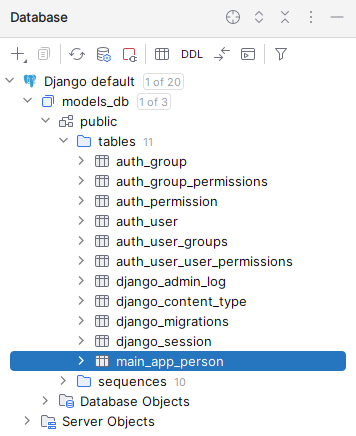 Database
DDL
Django default 1 of 20
models_db 1 of 3
public
tables 11
auth_group
auth_group_permissions
auth_permission
auth_user
auth_user_groups
auth_user_user_permissions
django_admin_log
django_content_type
django_migrations
django_session
main_app_person
sequences 10
Database Objects
Server Objects